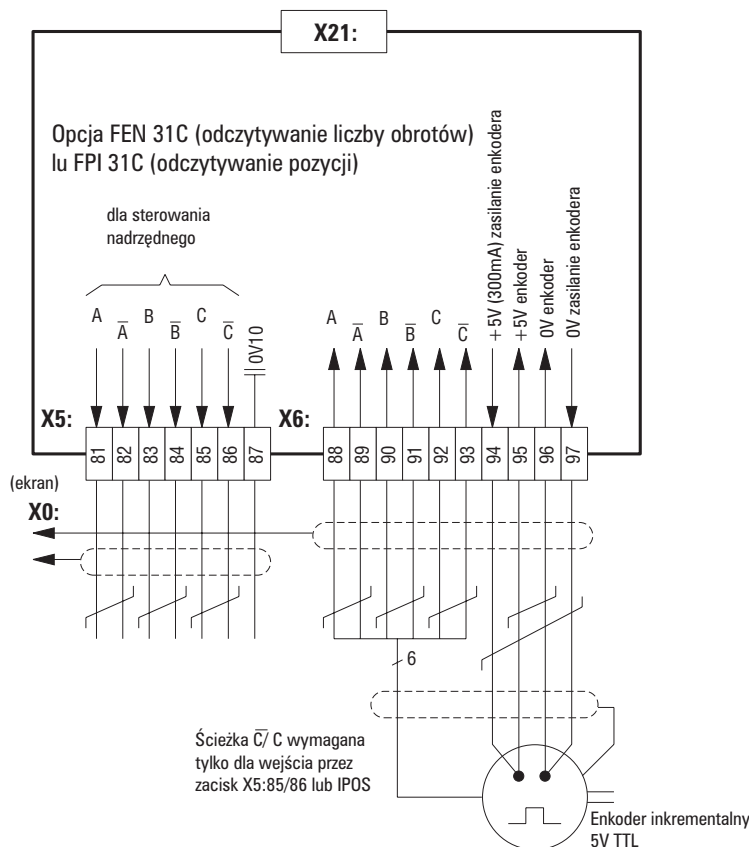 X21:
Opcja FEN 31C (odczytywanie liczby obrotów)
lu FPI 31C (odczytywanie pozycji)
dla sterowania
nadrzędnego
A
A̅
B
B̅
C
C̅
0V10
A
A̅
B
B̅
C
C̅
+5V (300mA) zasilanie enkodera
+5V enkoder
0V enkoder
0V zasilanie enkodera
X5:
81
82
83
84
85
86
87
X6:
88
89
90
91
92
93
94
95
96
97
(ekran)
X0:
6
Ścieżka C̅/ C wymagana
tylko dla wejścia przez
zacisk X5:85/86 lub IPOS
Enkoder inkrementalny
5V TTL